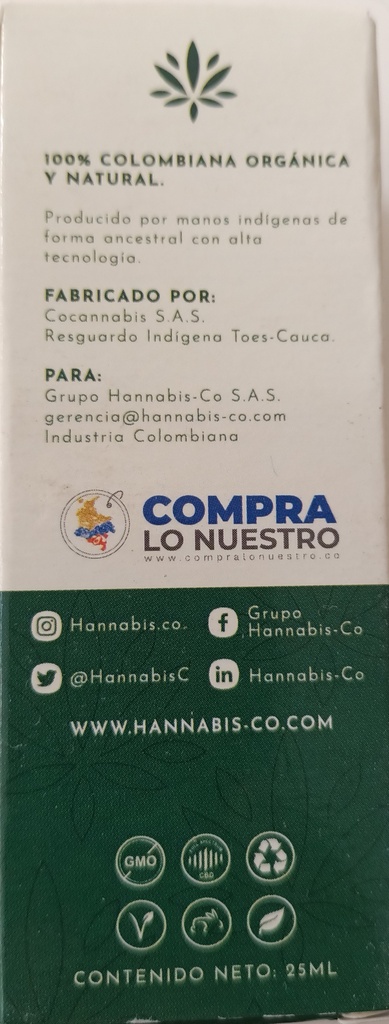 100% COLOMBIANA ORGÁNICA
Y NATURAL.
Producido por manos indígenas de
forma ancestral con alta
tecnología.
FABRICADO POR:
Cocannabis S.A.S.
Resguardo Indígena Toes-Cauca.
PARA:
Grupo Hannabis-Co S.A.S.
gerencia@hannabis-co.com
Industria Colombiana
COMPRA
LO NUESTRO
www.compralonuestro.co
Hannabis.co.
Grupo
Hannabis-Co
@HannabisC
Hannabis-Co
WWW.HANNABIS-CO.COM
GMO
CBD
CONTENIDO NETO: 25ML